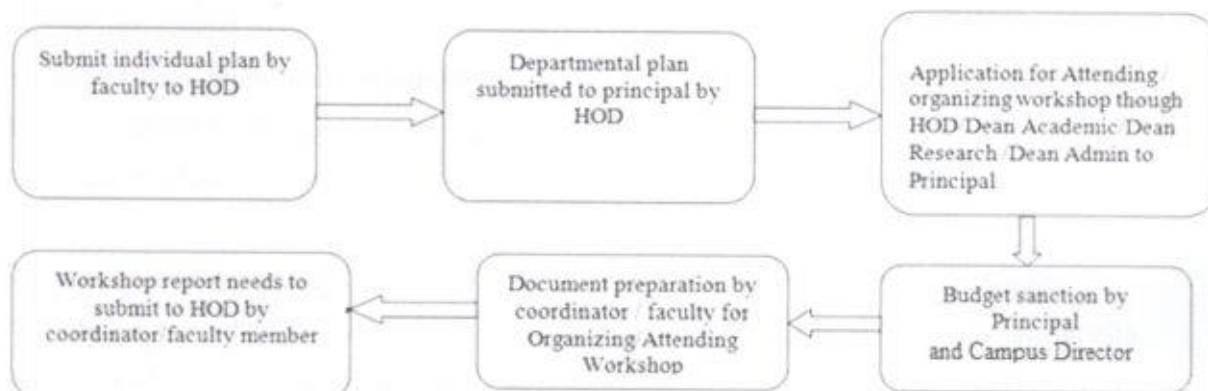 Submit individual plan by
faculty to HOD
Departmental plan
submitted to principal by
HOD
Application for Attending/
organizing workshop though
HOD/Dean Academic/Dean
Research /Dean Admin to
Principal
Budget sanction by
Principal
and Campus Director
Document preparation by
coordinator / faculty for
Organizing/Attending
Workshop
Workshop report needs to
submit to HOD by
coordinator/faculty member